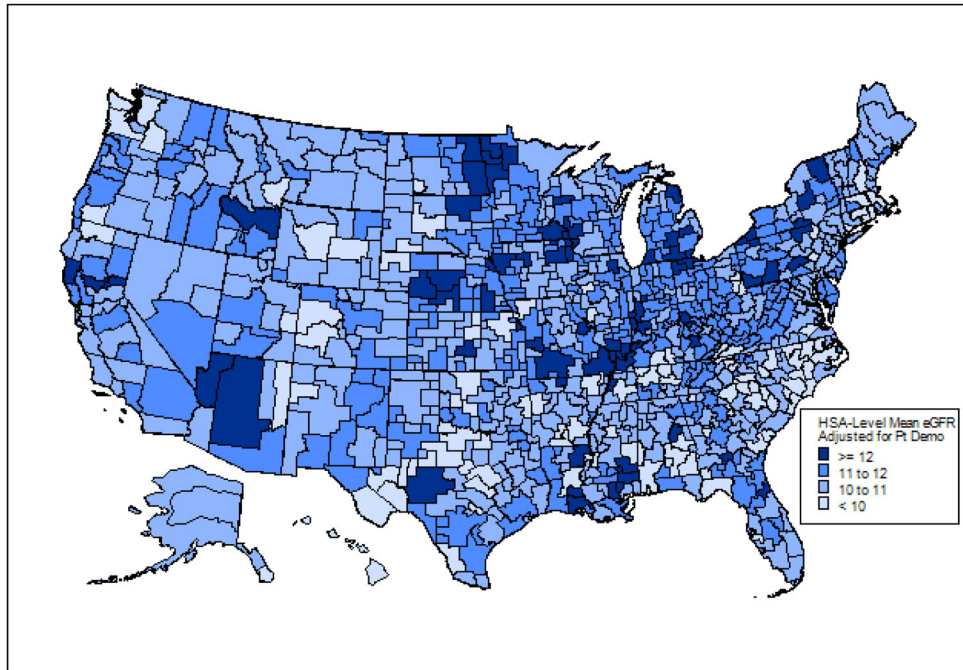 HSA-Level Mean eGFR
Adjusted for Pt Demo
>= 12
11 to 12
10 to 11
< 10